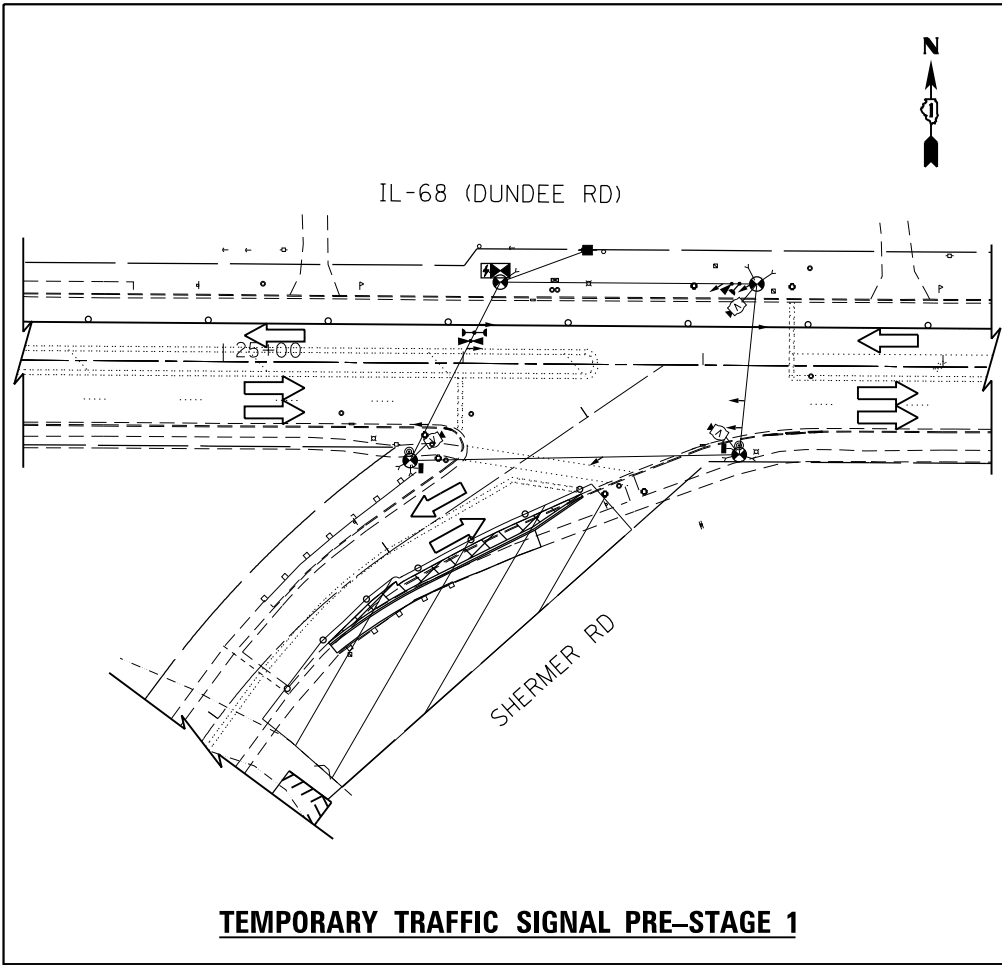 N
IL-68 (DUNDEE RD)
25+00
SHERMER RD
TEMPORARY TRAFFIC SIGNAL PRE–STAGE 1